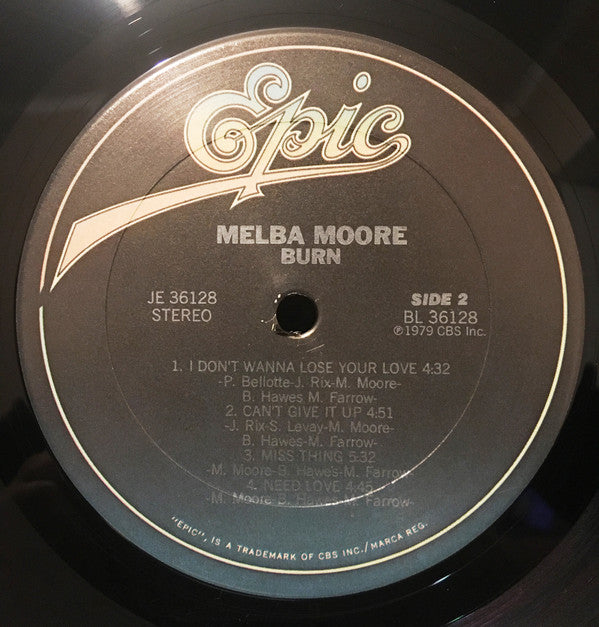 Epic
MELBA MOORE
BURN
JE 36128
STEREO
SIDE 2
BL 36128
℗1979 CBS Inc.
1. I DON'T WANNA LOSE YOUR LOVE 4:32
-P. Bellotte-J. Rix-M. Moore-
B. Hawes M. Farrow-
2. CAN'T GIVE IT UP 4:51
-J. Rix-S. Levay-M. Moore-
B. Hawes-M. Farrow-
3. MISS THING 5:32
-M. Moore-B. Hawes-M. Farrow-
4. NEED LOVE 4:45
-M. Moore-B. Hawes-M. Farrow-
"EPIC", IS A TRADEMARK OF CBS INC./MARCA REG.